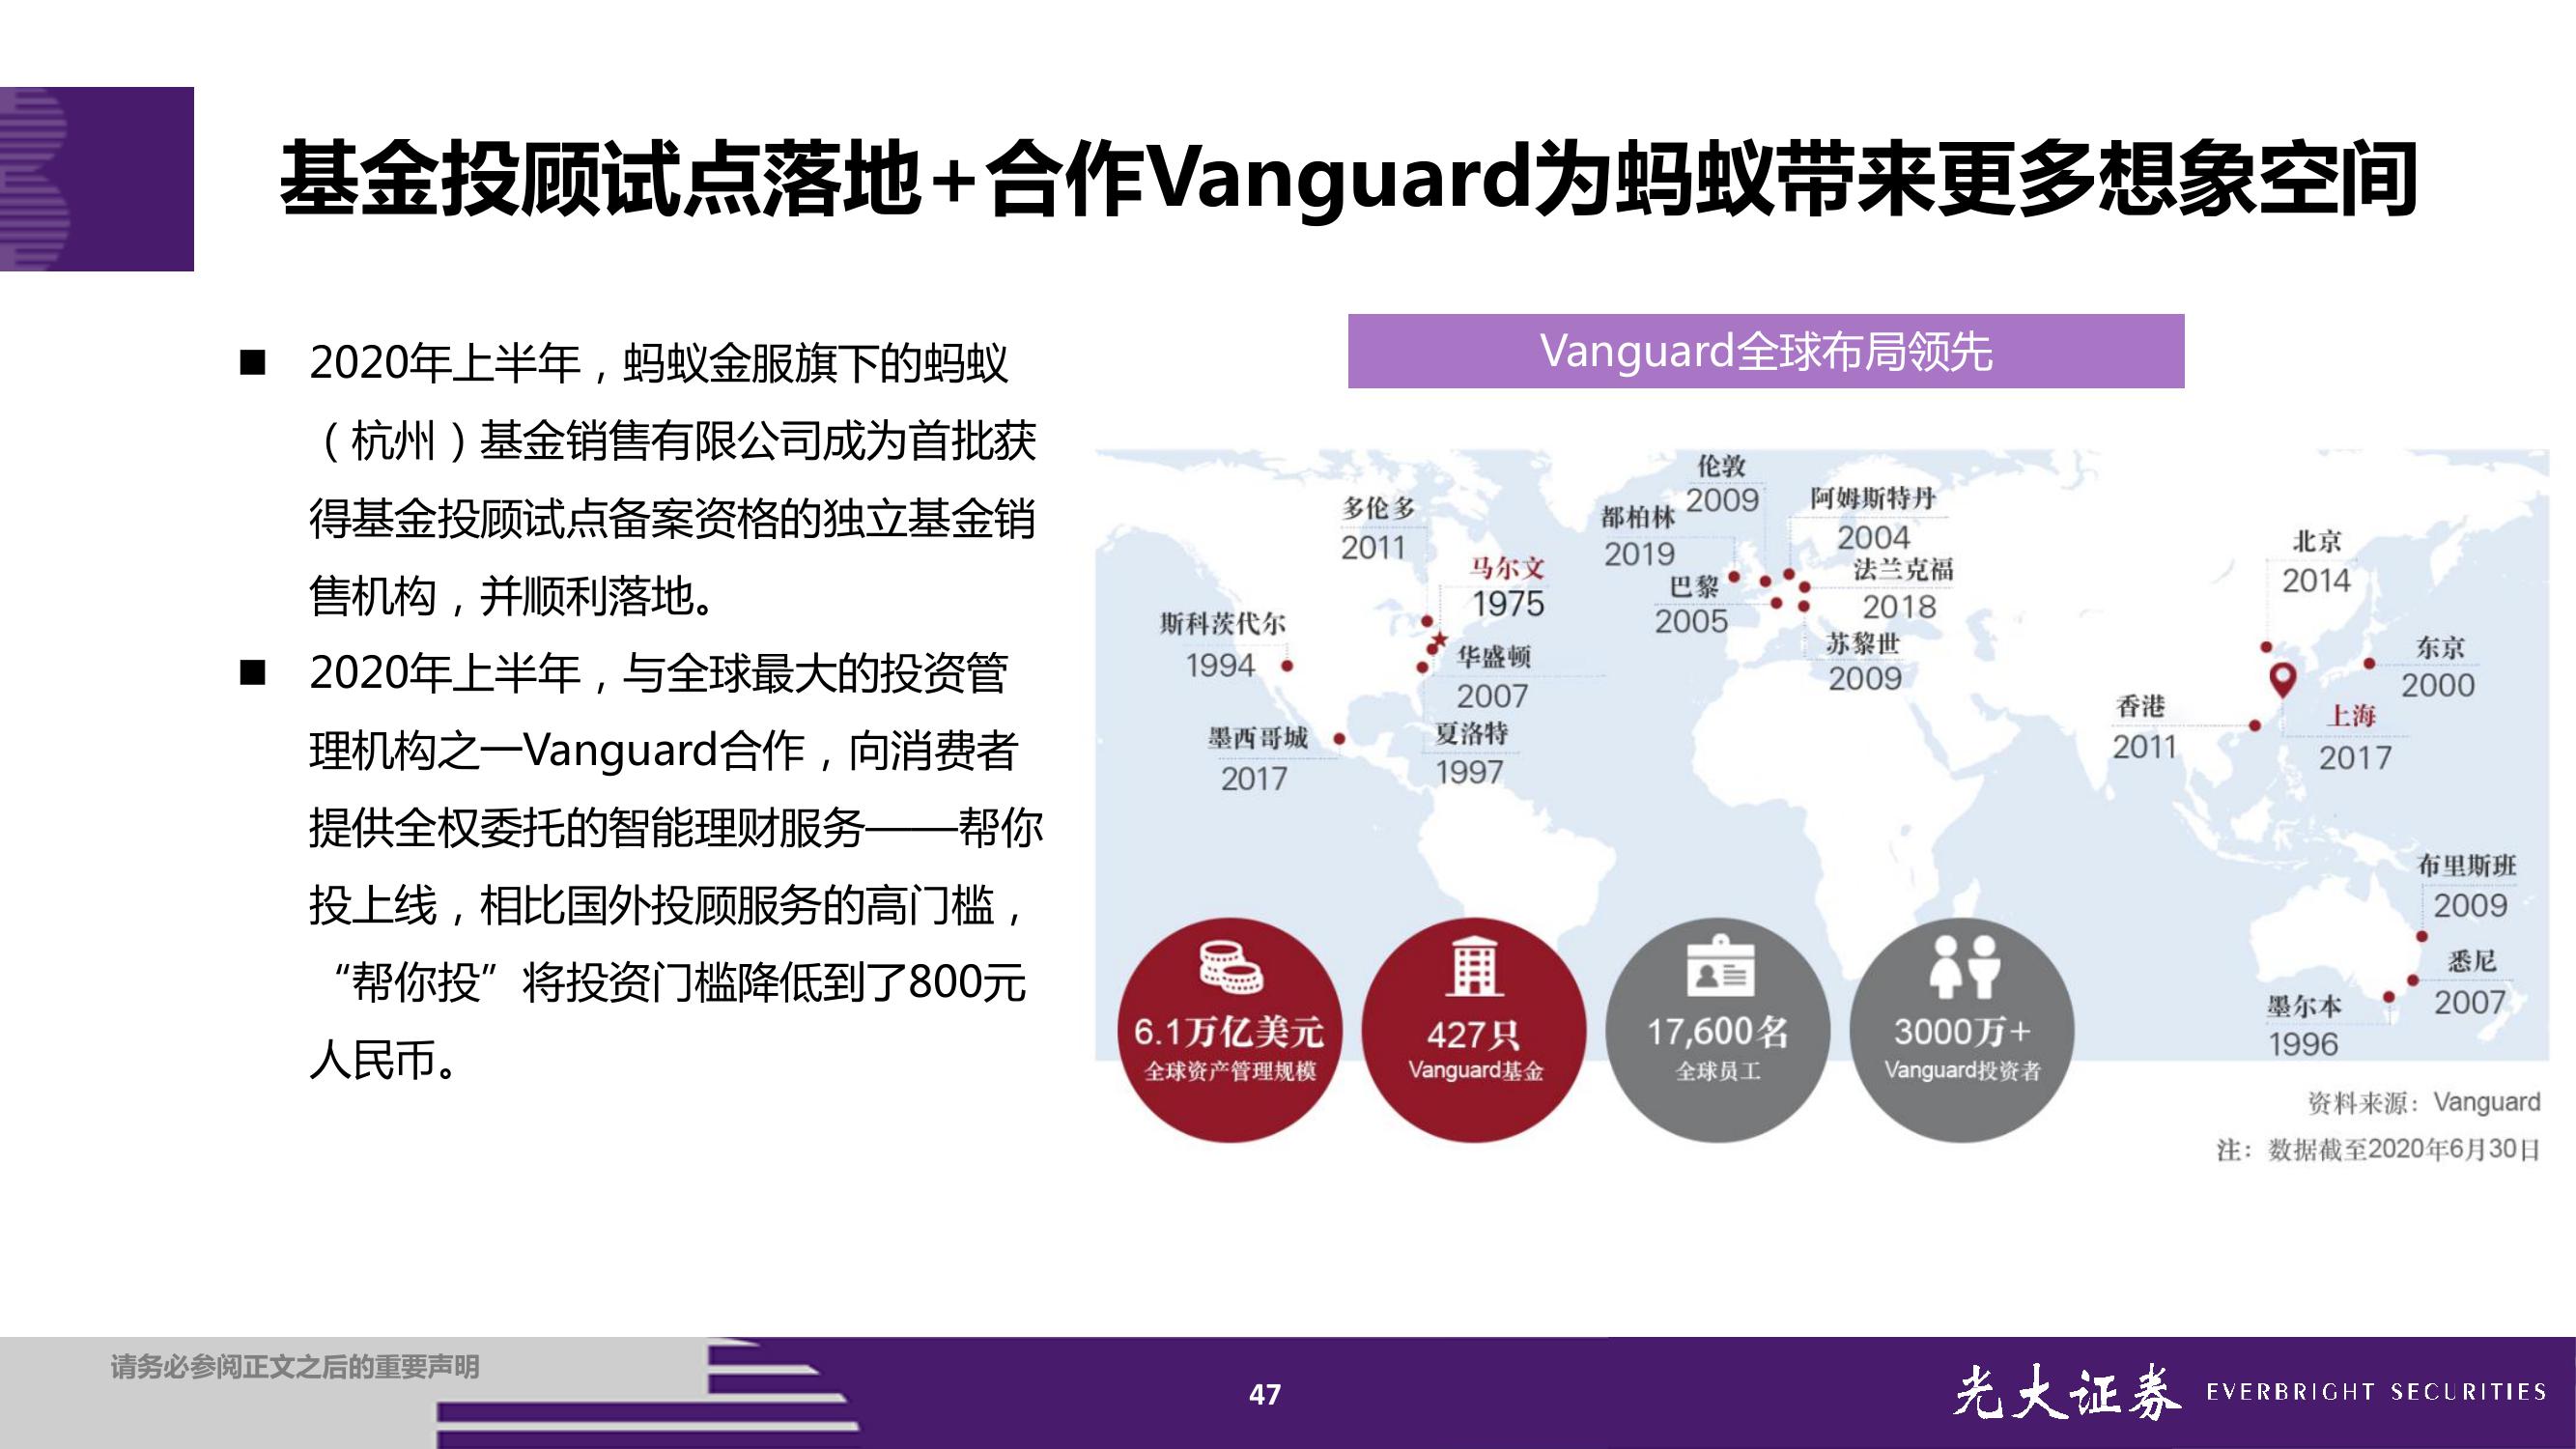 基金投顾试点落地+合作Vanguard为蚂蚁带来更多想象空间
■ 2020年上半年，蚂蚁金服旗下的蚂蚁
（杭州）基金销售有限公司成为首批获
得基金投顾试点备案资格的独立基金销
售机构，并顺利落地。
■ 2020年上半年，与全球最大的投资管
理机构之一Vanguard合作，向消费者
提供全权委托的智能理财服务——帮你
投上线，相比国外投顾服务的高门槛，
“帮你投”将投资门槛降低到了800元
人民币。
Vanguard全球布局领先
多伦多
2011
马尔文
1975
斯科茨代尔
1994
华盛顿
2007
墨西哥城
2017
夏洛特
1997
伦敦
2009
都柏林
2019
阿姆斯特丹
2004
巴黎
2005
法兰克福
2018
苏黎世
2009
北京
2014
东京
2000
香港
2011
上海
2017
布里斯班
2009
悉尼
2007
墨尔本
1996
6.1万亿美元
全球资产管理规模
427只
Vanguard基金
17,600名
全球员工
3000万+
Vanguard投资者
资料来源：Vanguard
注：数据截至2020年6月30日
请务必参阅正文之后的重要声明
47
光大证券 EVERBRIGHT SECURITIES